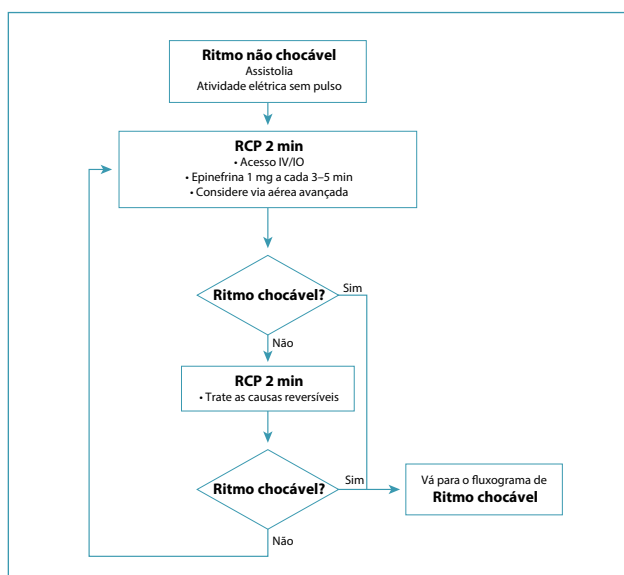 Ritmo não chocável
Assistolia
Atividade elétrica sem pulso
RCP 2 min
• Acesso IV/IO
• Epinefrina 1 mg a cada 3–5 min
• Considere via aérea avançada
Ritmo chocável?
Sim
Não
RCP 2 min
• Trate as causas reversíveis
Ritmo chocável?
Sim
Vá para o fluxograma de
Ritmo chocável
Não